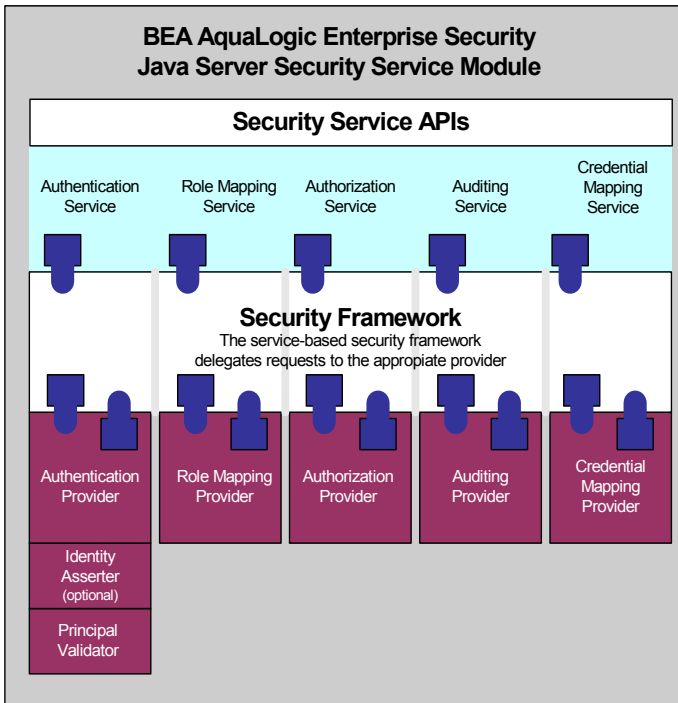 BEA AquaLogic Enterprise Security
Java Server Security Service Module
Security Service APIs
Authentication
Service
Role Mapping
Service
Authorization
Service
Auditing
Service
Credential
Mapping
Service
Security Framework
The service-based security framework
delegates requests to the appropiate provider
Authentication
Provider
Role Mapping
Provider
Authorization
Provider
Auditing
Provider
Credential
Mapping
Provider
Identity
Asserter
(optional)
Principal
Validator